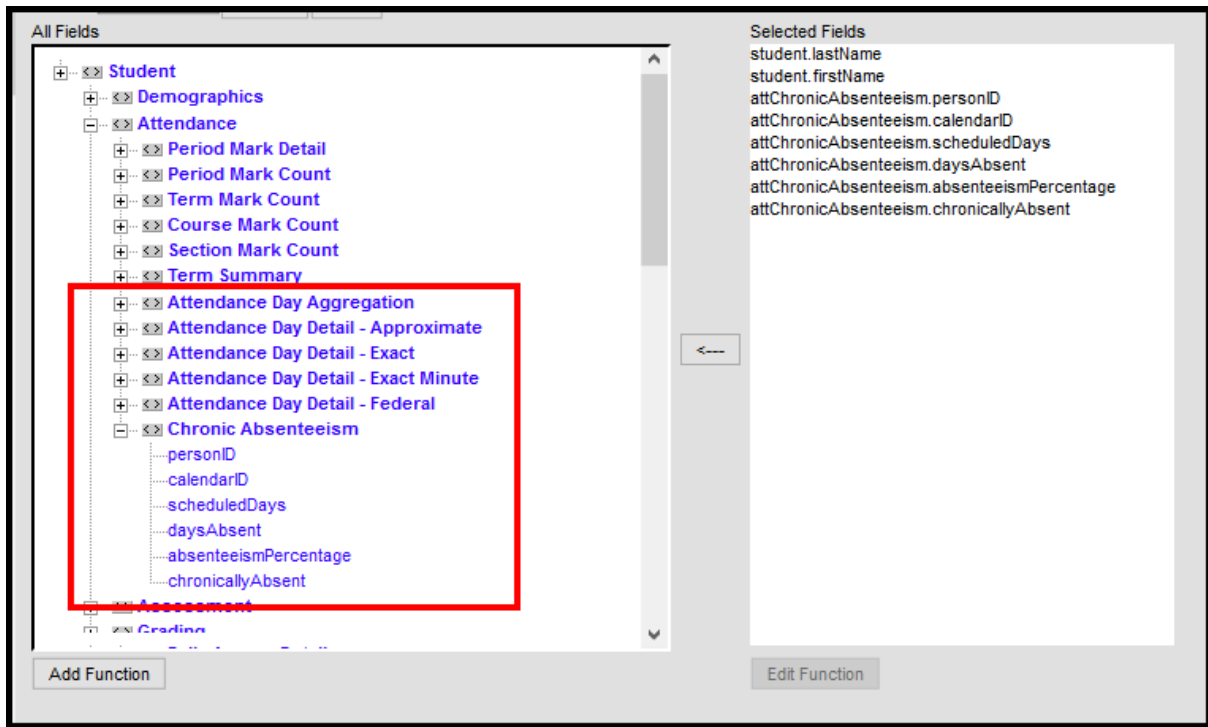 All Fields
Student
Demographics
Attendance
Period Mark Detail
Period Mark Count
Term Mark Count
Course Mark Count
Section Mark Count
Term Summary
Attendance Day Aggregation
Attendance Day Detail - Approximate
Attendance Day Detail - Exact
Attendance Day Detail - Exact Minute
Attendance Day Detail - Federal
Chronic Absenteeism
personID
calendarID
scheduledDays
daysAbsent
absenteeismPercentage
chronicallyAbsent
Assessment
Grading
Add Function
<---
Selected Fields
student.lastName
student.firstName
attChronicAbsenteeism.personID
attChronicAbsenteeism.calendarID
attChronicAbsenteeism.scheduledDays
attChronicAbsenteeism.daysAbsent
attChronicAbsenteeism.absenteeismPercentage
attChronicAbsenteeism.chronicallyAbsent
Edit Function